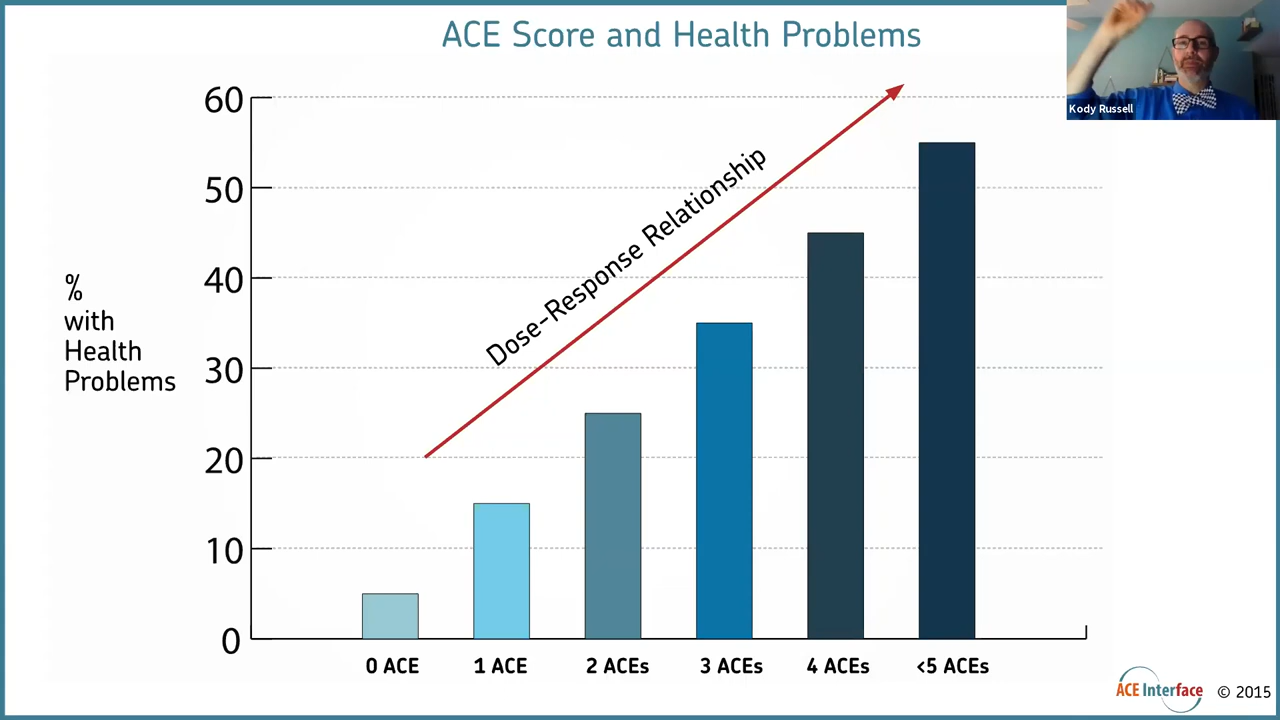 ACE Score and Health Problems
Kody Russell
60
50
40
30
20
10
0
%
with
Health
Problems
Dose-Response Relationship
0 ACE 1 ACE 2 ACEs 3 ACEs 4 ACEs <5 ACEs
ACE Interface © 2015